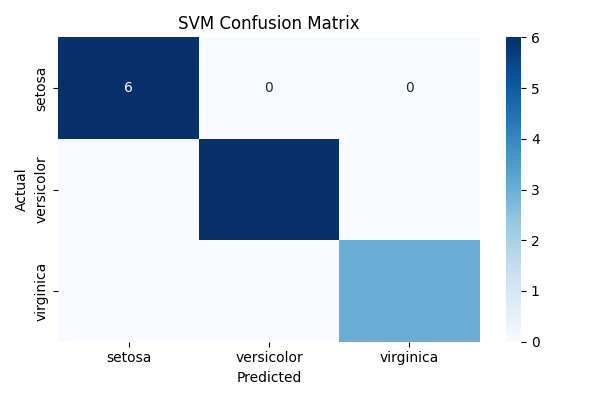 SVM Confusion Matrix
6 0 0
setosa
versicolor
virginica
Actual
setosa versicolor virginica
Predicted
6
5
4
3
2
1
0